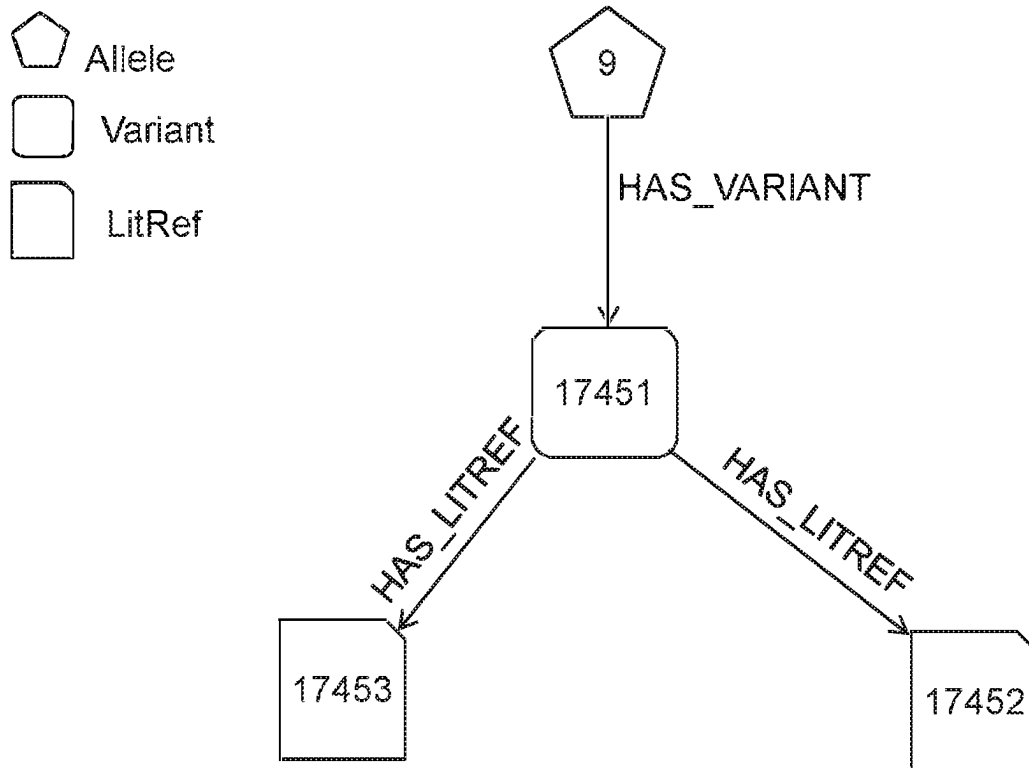 Allele
Variant
LitRef
9
HAS_VARIANT
17451
HAS_LITREF
HAS_LITREF
17453
17452